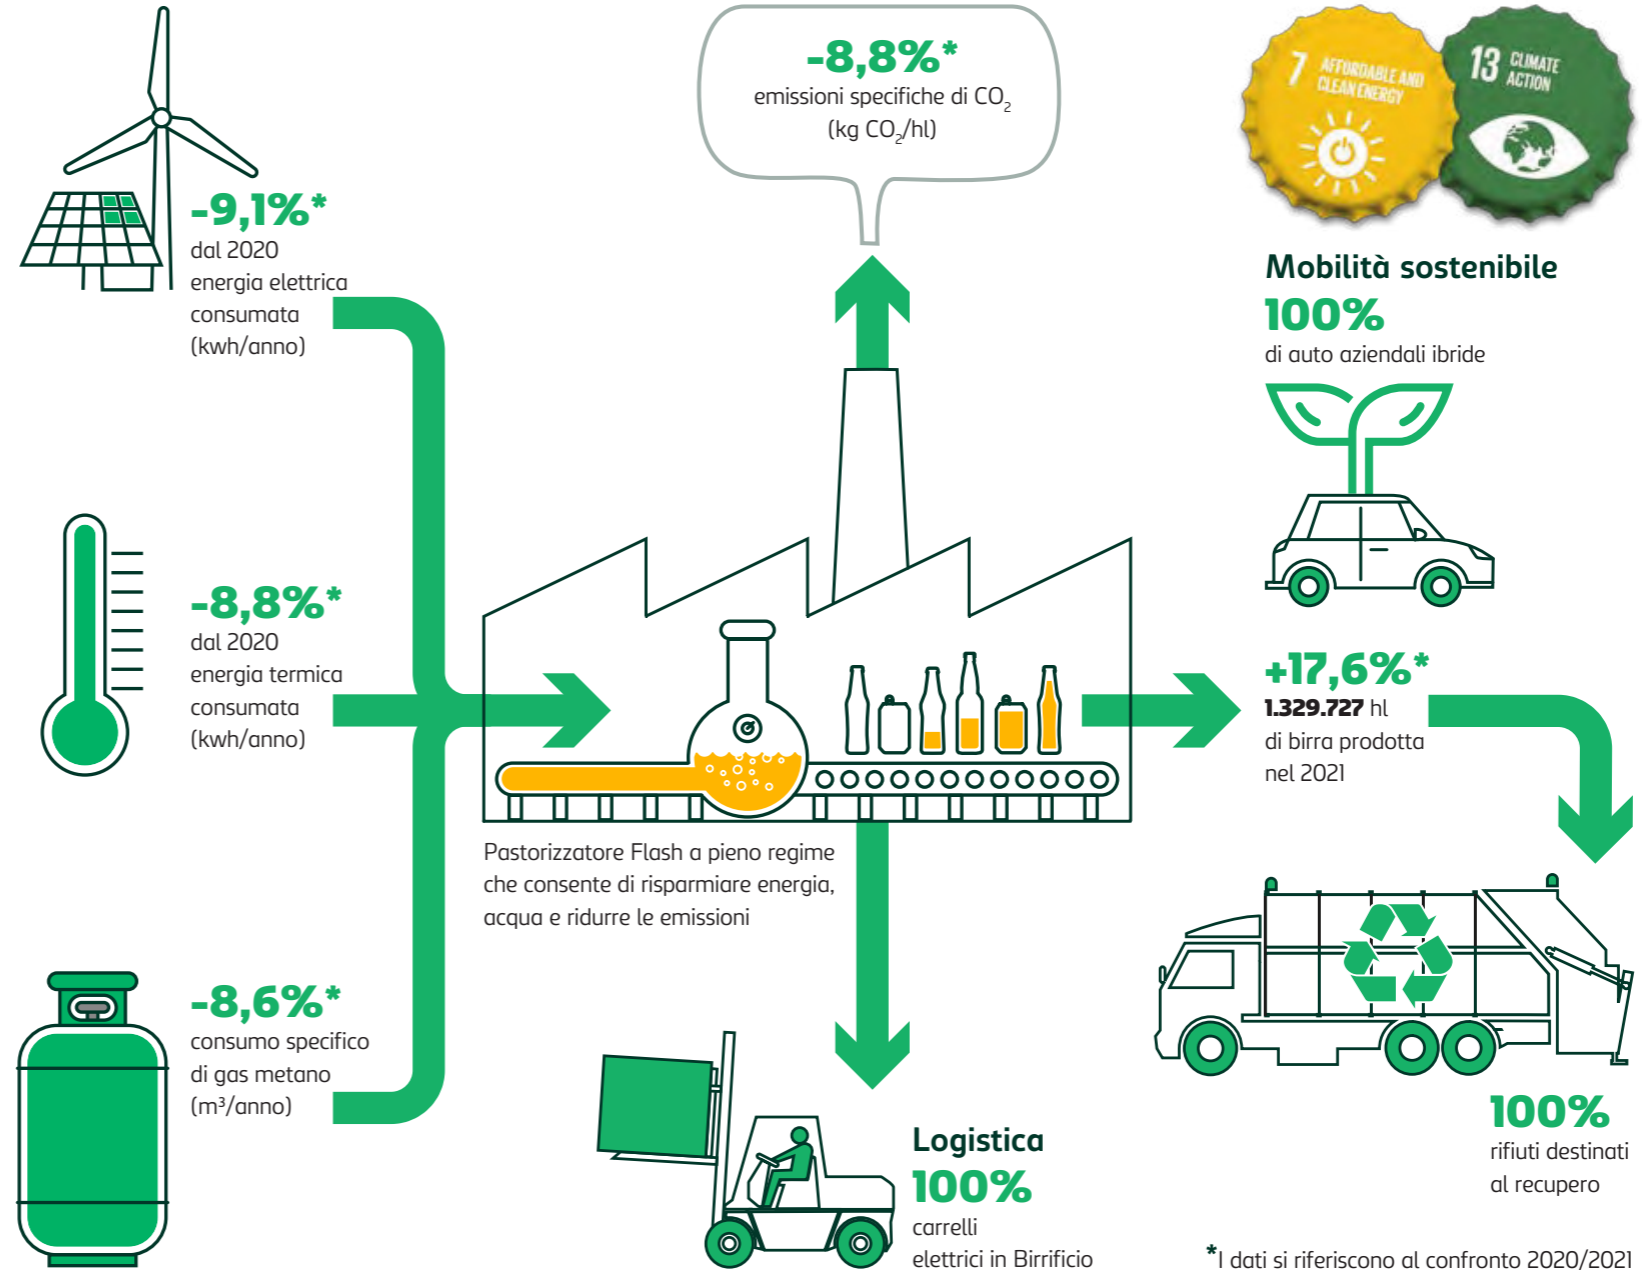 -8,8%*
emissioni specifiche di CO₂
(kg CO₂/hl)
7 AFFORDABLE AND
CLEAN ENERGY
13 CLIMATE
ACTION
-9,1%*
dal 2020
energia elettrica
consumata
(kwh/anno)
Mobilità sostenibile
100%
di auto aziendali ibride
-8,8%*
dal 2020
energia termica
consumata
(kwh/anno)
+17,6%*
1.329.727 hl
di birra prodotta
nel 2021
Pastorizzatore Flash a pieno regime
che consente di risparmiare energia,
acqua e ridurre le emissioni
-8,6%*
consumo specifico
di gas metano
(m³/anno)
Logistica
100%
carrelli
elettrici in Birrificio
100%
rifiuti destinati
al recupero
*I dati si riferiscono al confronto 2020/2021